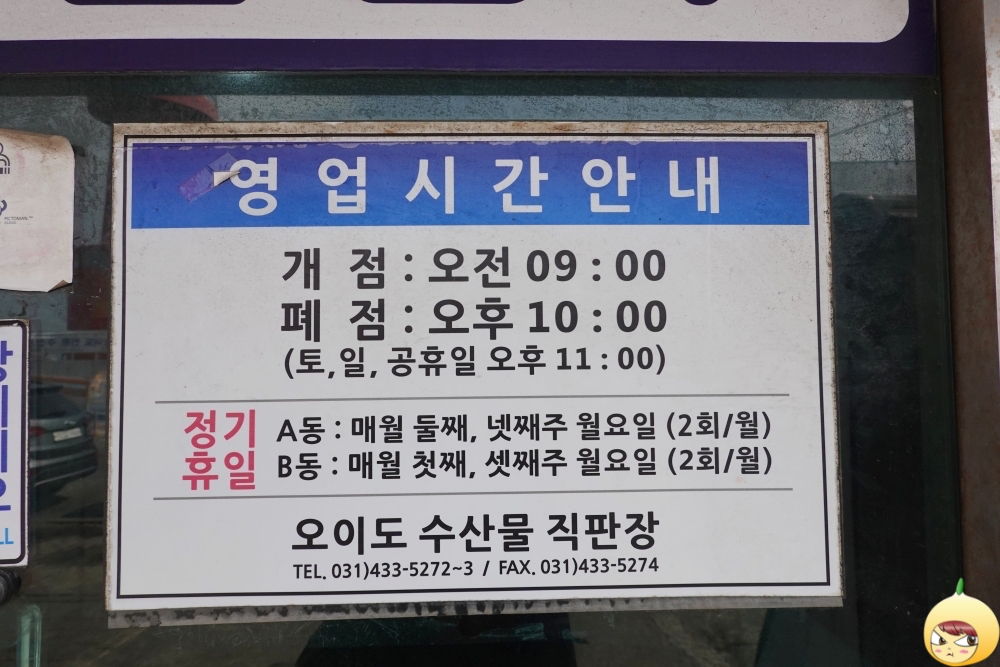 영업시간안내
개 점 : 오전 09 : 00
폐 점 : 오후 10 : 00
(토, 일, 공휴일 오후 11 : 00)
정기
휴일
A동 : 매월 둘째, 넷째주 월요일 (2회/월)
B동 : 매월 첫째, 셋째주 월요일 (2회/월)
오이도 수산물 직판장
TEL. 031)433-5272~3 / FAX. 031)433-5274